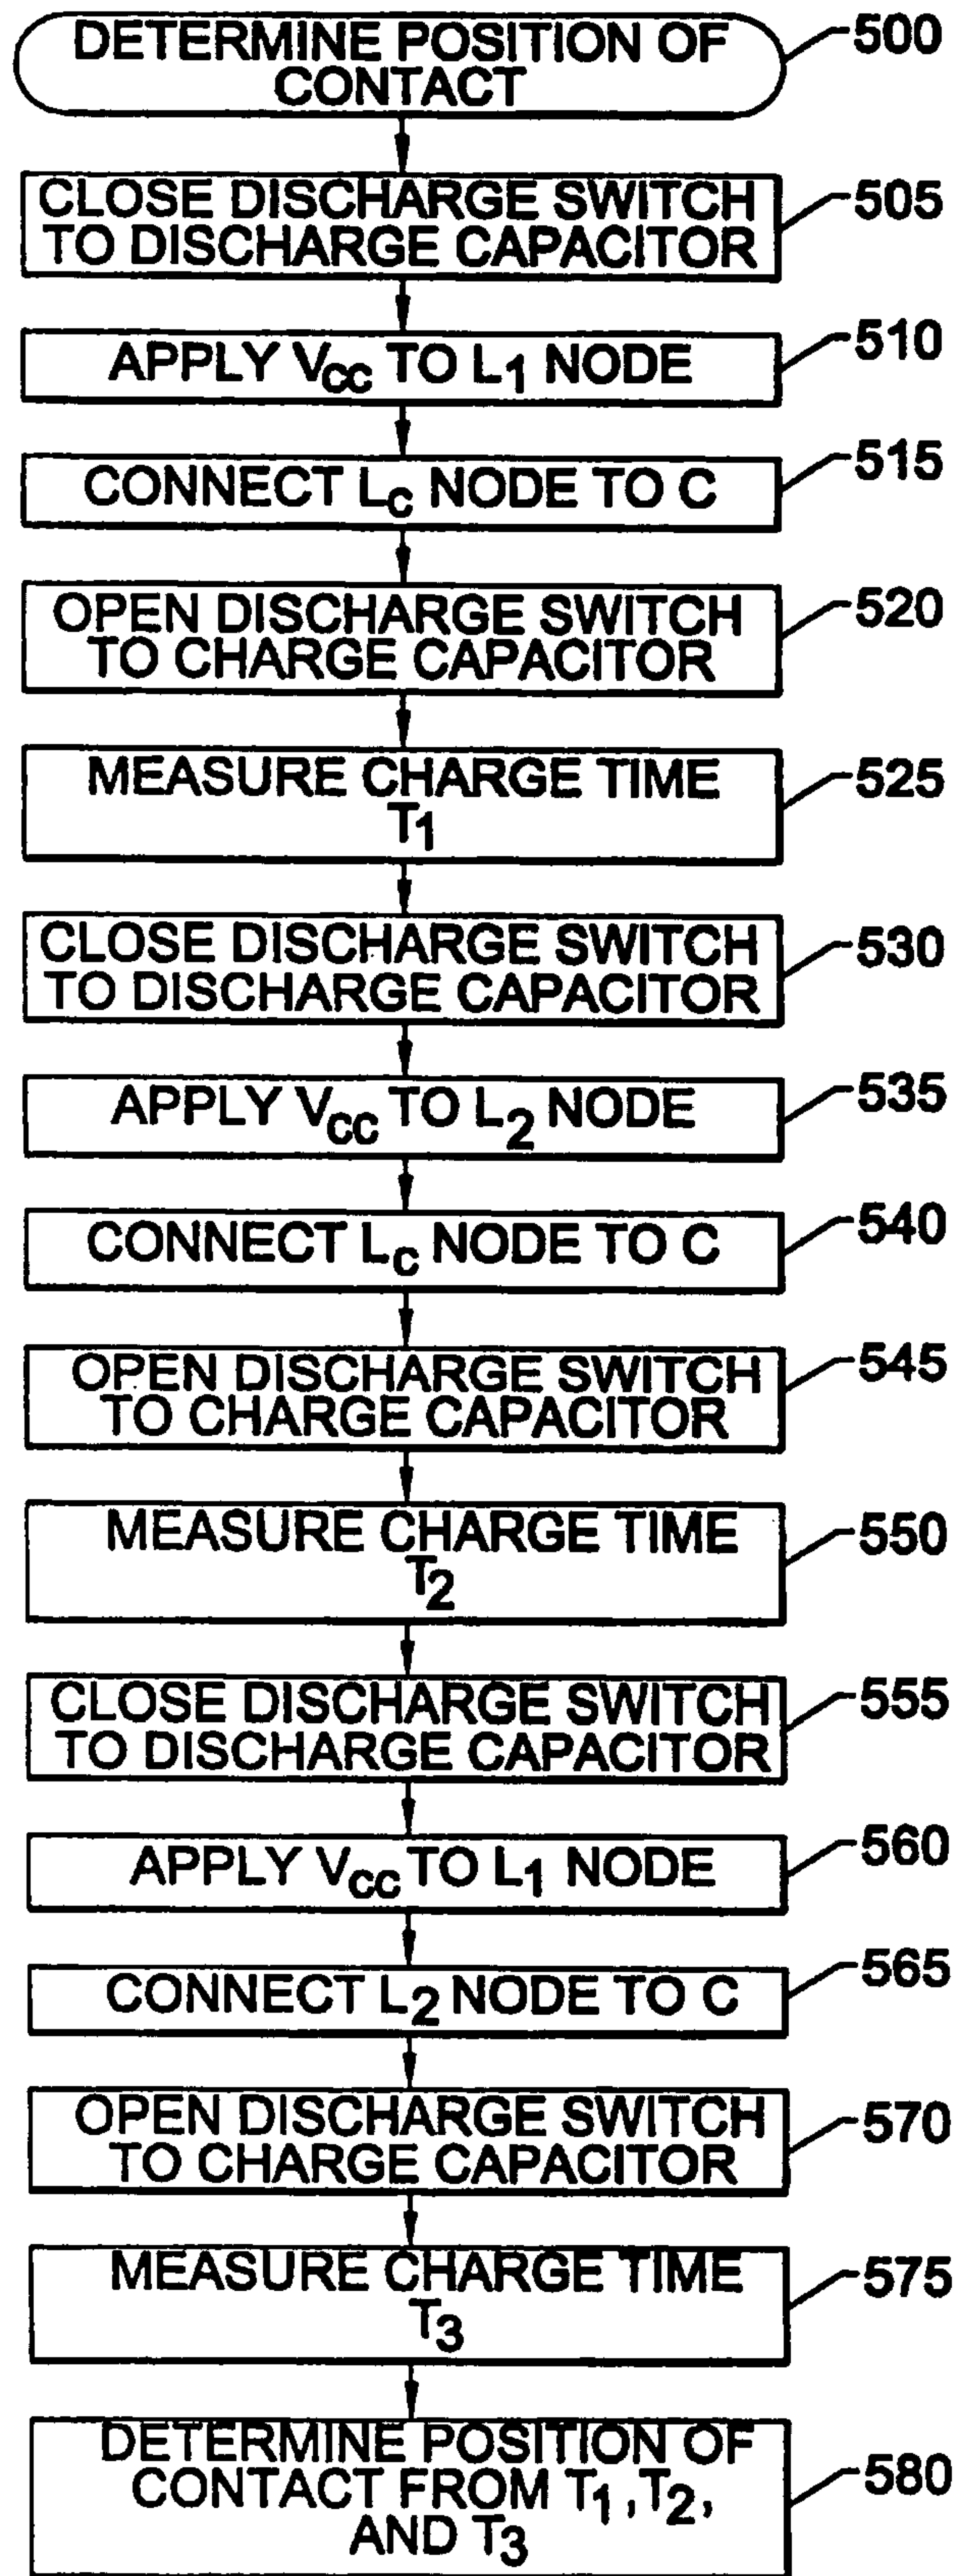 DETERMINE POSITION OF
CONTACT
500
CLOSE DISCHARGE SWITCH
TO DISCHARGE CAPACITOR
505
APPLY VCC TO L1 NODE
510
CONNECT LC NODE TO C
515
OPEN DISCHARGE SWITCH
TO CHARGE CAPACITOR
520
MEASURE CHARGE TIME
T1
525
CLOSE DISCHARGE SWITCH
TO DISCHARGE CAPACITOR
530
APPLY VCC TO L2 NODE
535
CONNECT LC NODE TO C
540
OPEN DISCHARGE SWITCH
TO CHARGE CAPACITOR
545
MEASURE CHARGE TIME
T2
550
CLOSE DISCHARGE SWITCH
TO DISCHARGE CAPACITOR
555
APPLY VCC TO L1 NODE
560
CONNECT L2 NODE TO C
565
OPEN DISCHARGE SWITCH
TO CHARGE CAPACITOR
570
MEASURE CHARGE TIME
T3
575
DETERMINE POSITION OF
CONTACT FROM T1, T2,
AND T3
580